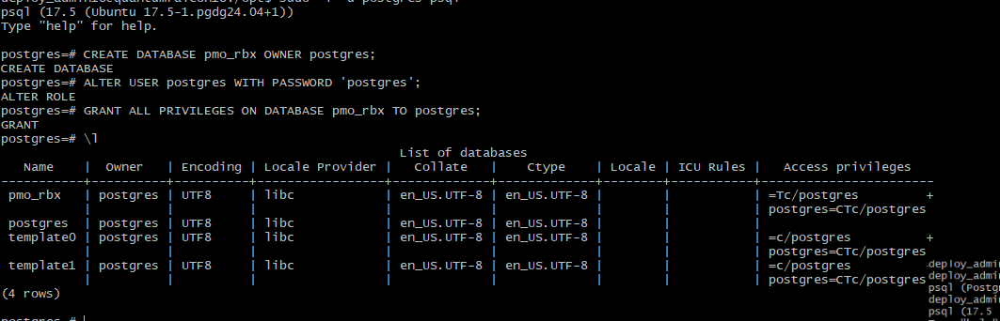 psql (17.5 (Ubuntu 17.5-1.pgdg24.04+1))
Type "help" for help.
postgres=# CREATE DATABASE pmo_rbx OWNER postgres;
CREATE DATABASE
postgres=# ALTER USER postgres WITH PASSWORD 'postgres';
ALTER ROLE
postgres=# GRANT ALL PRIVILEGES ON DATABASE pmo_rbx TO postgres;
GRANT
postgres=# \l
List of databases
Name | Owner | Encoding | Locale Provider | Collate | Ctype | Locale | ICU Rules | Access privileges
-----------+----------+----------+-----------------+-------------+-------------+--------+-----------+-----------------------
pmo_rbx | postgres | UTF8 | libc | en_US.UTF-8 | en_US.UTF-8 | | | =Tc/postgres +
| | | | | | | | postgres=CTc/postgres
postgres | postgres | UTF8 | libc | en_US.UTF-8 | en_US.UTF-8 | | |
template0 | postgres | UTF8 | libc | en_US.UTF-8 | en_US.UTF-8 | | | =c/postgres +
| | | | | | | | postgres=CTc/postgres
template1 | postgres | UTF8 | libc | en_US.UTF-8 | en_US.UTF-8 | | | =c/postgres
| | | | | | | | postgres=CTc/postgres
(4 rows)
deploy_admi
deploy_admi
psql (Postg
deploy_admi
psql (17.5